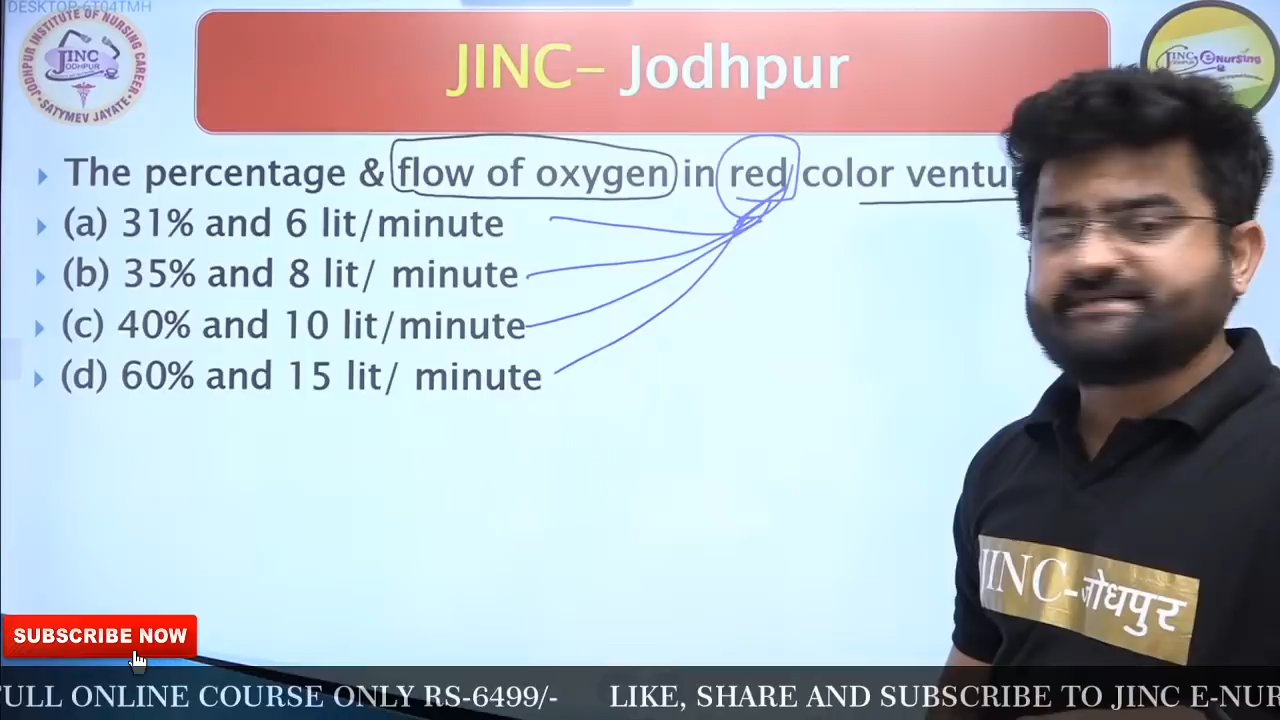 DESKTOP-6T04TMH
JODHPUR INSTITUTE OF NURSING CAREER
JINC
JODHPUR
SATYMEV JAYATE
JINC- Jodhpur
JINC
eNursing
The percentage & flow of oxygen in red color ventu
(a) 31% and 6 lit/minute
(b) 35% and 8 lit/ minute
(c) 40% and 10 lit/minute
(d) 60% and 15 lit/ minute
JINC-जोधपुर
SUBSCRIBE NOW
FULL ONLINE COURSE ONLY RS-6499/- LIKE, SHARE AND SUBSCRIBE TO JINC E-NUR